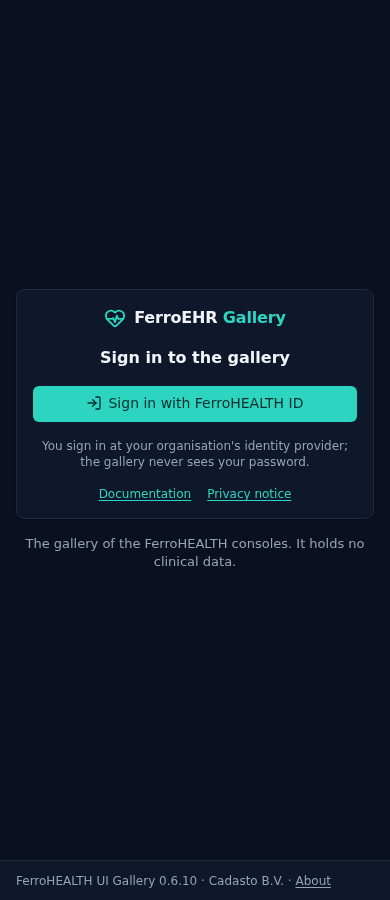 FerroEHR Gallery
Sign in to the gallery
Sign in with FerroHEALTH ID
You sign in at your organisation's identity provider;
the gallery never sees your password.
Documentation Privacy notice
The gallery of the FerroHEALTH consoles. It holds no
clinical data.
FerroHEALTH UI Gallery 0.6.10 · Cadasto B.V. · About